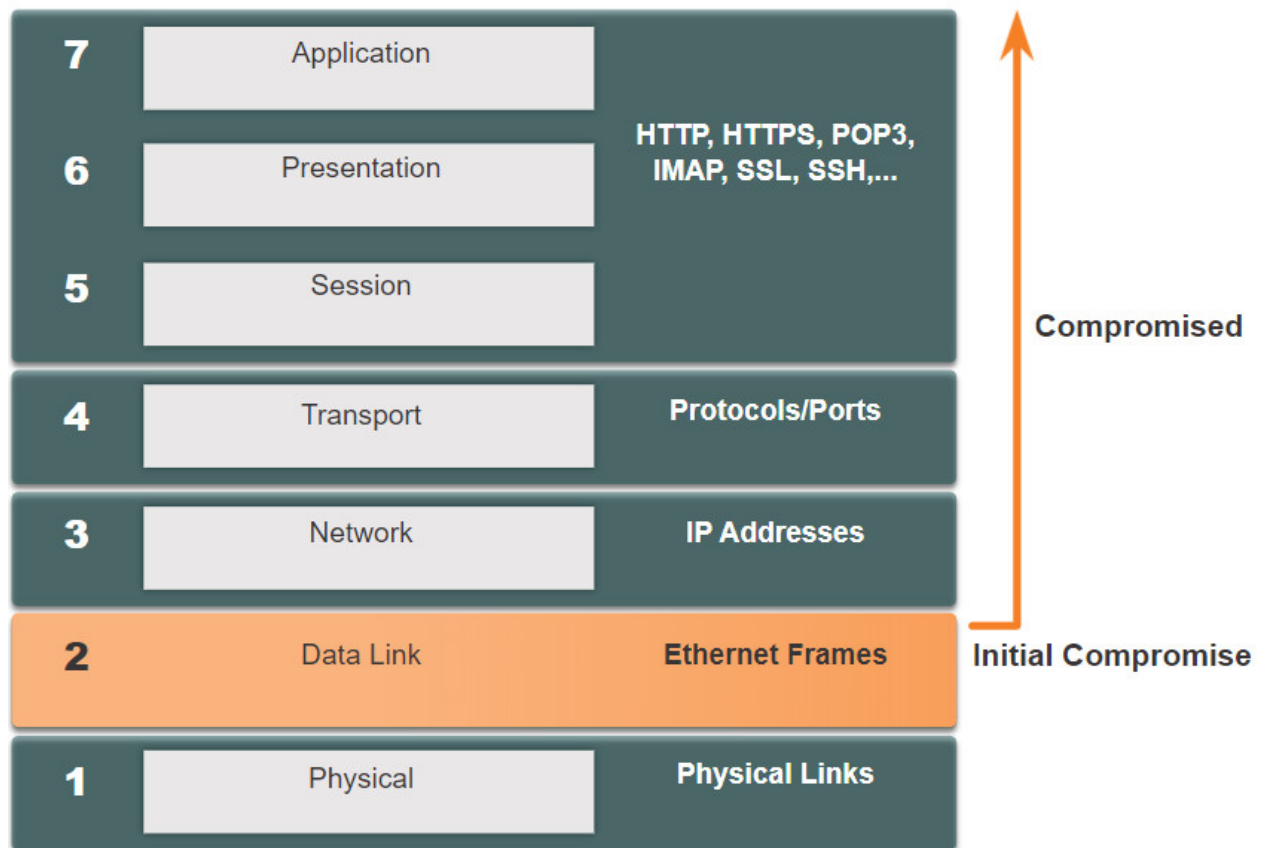 7 Application
HTTP, HTTPS, POP3,
IMAP, SSL, SSH,...
6 Presentation
5 Session
Compromised
4 Transport Protocols/Ports
3 Network IP Addresses
2 Data Link Ethernet Frames Initial Compromise
1 Physical Physical Links